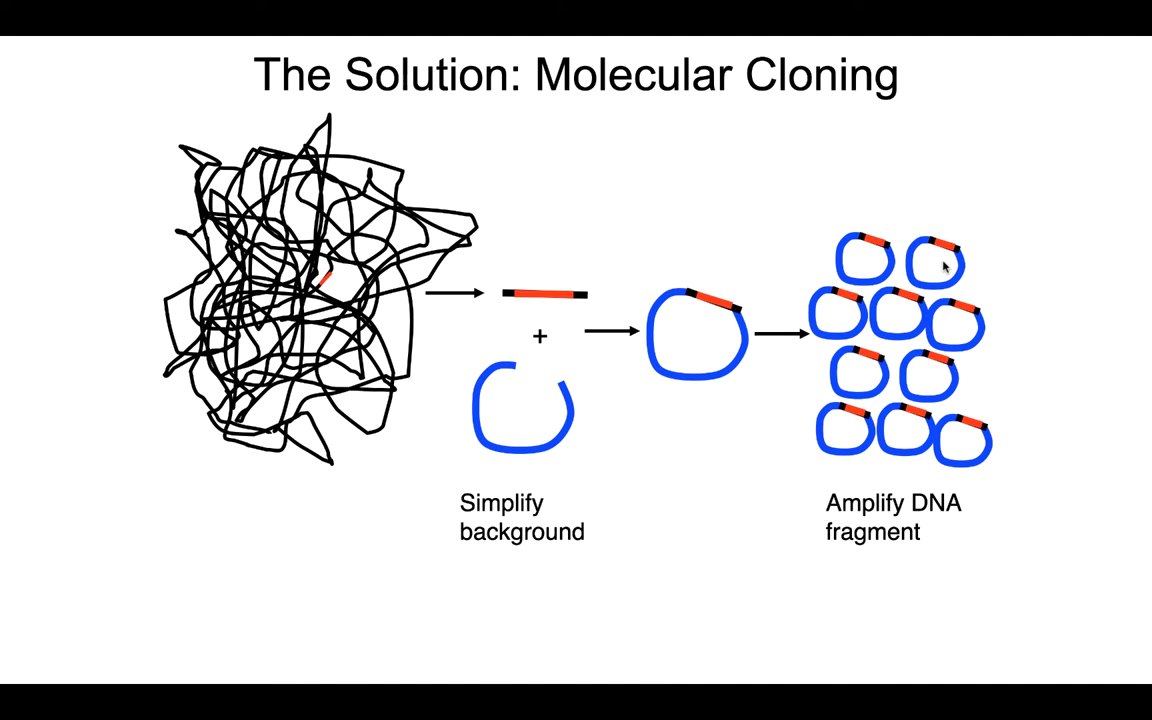 The Solution: Molecular Cloning
+
Simplify
background
Amplify DNA
fragment